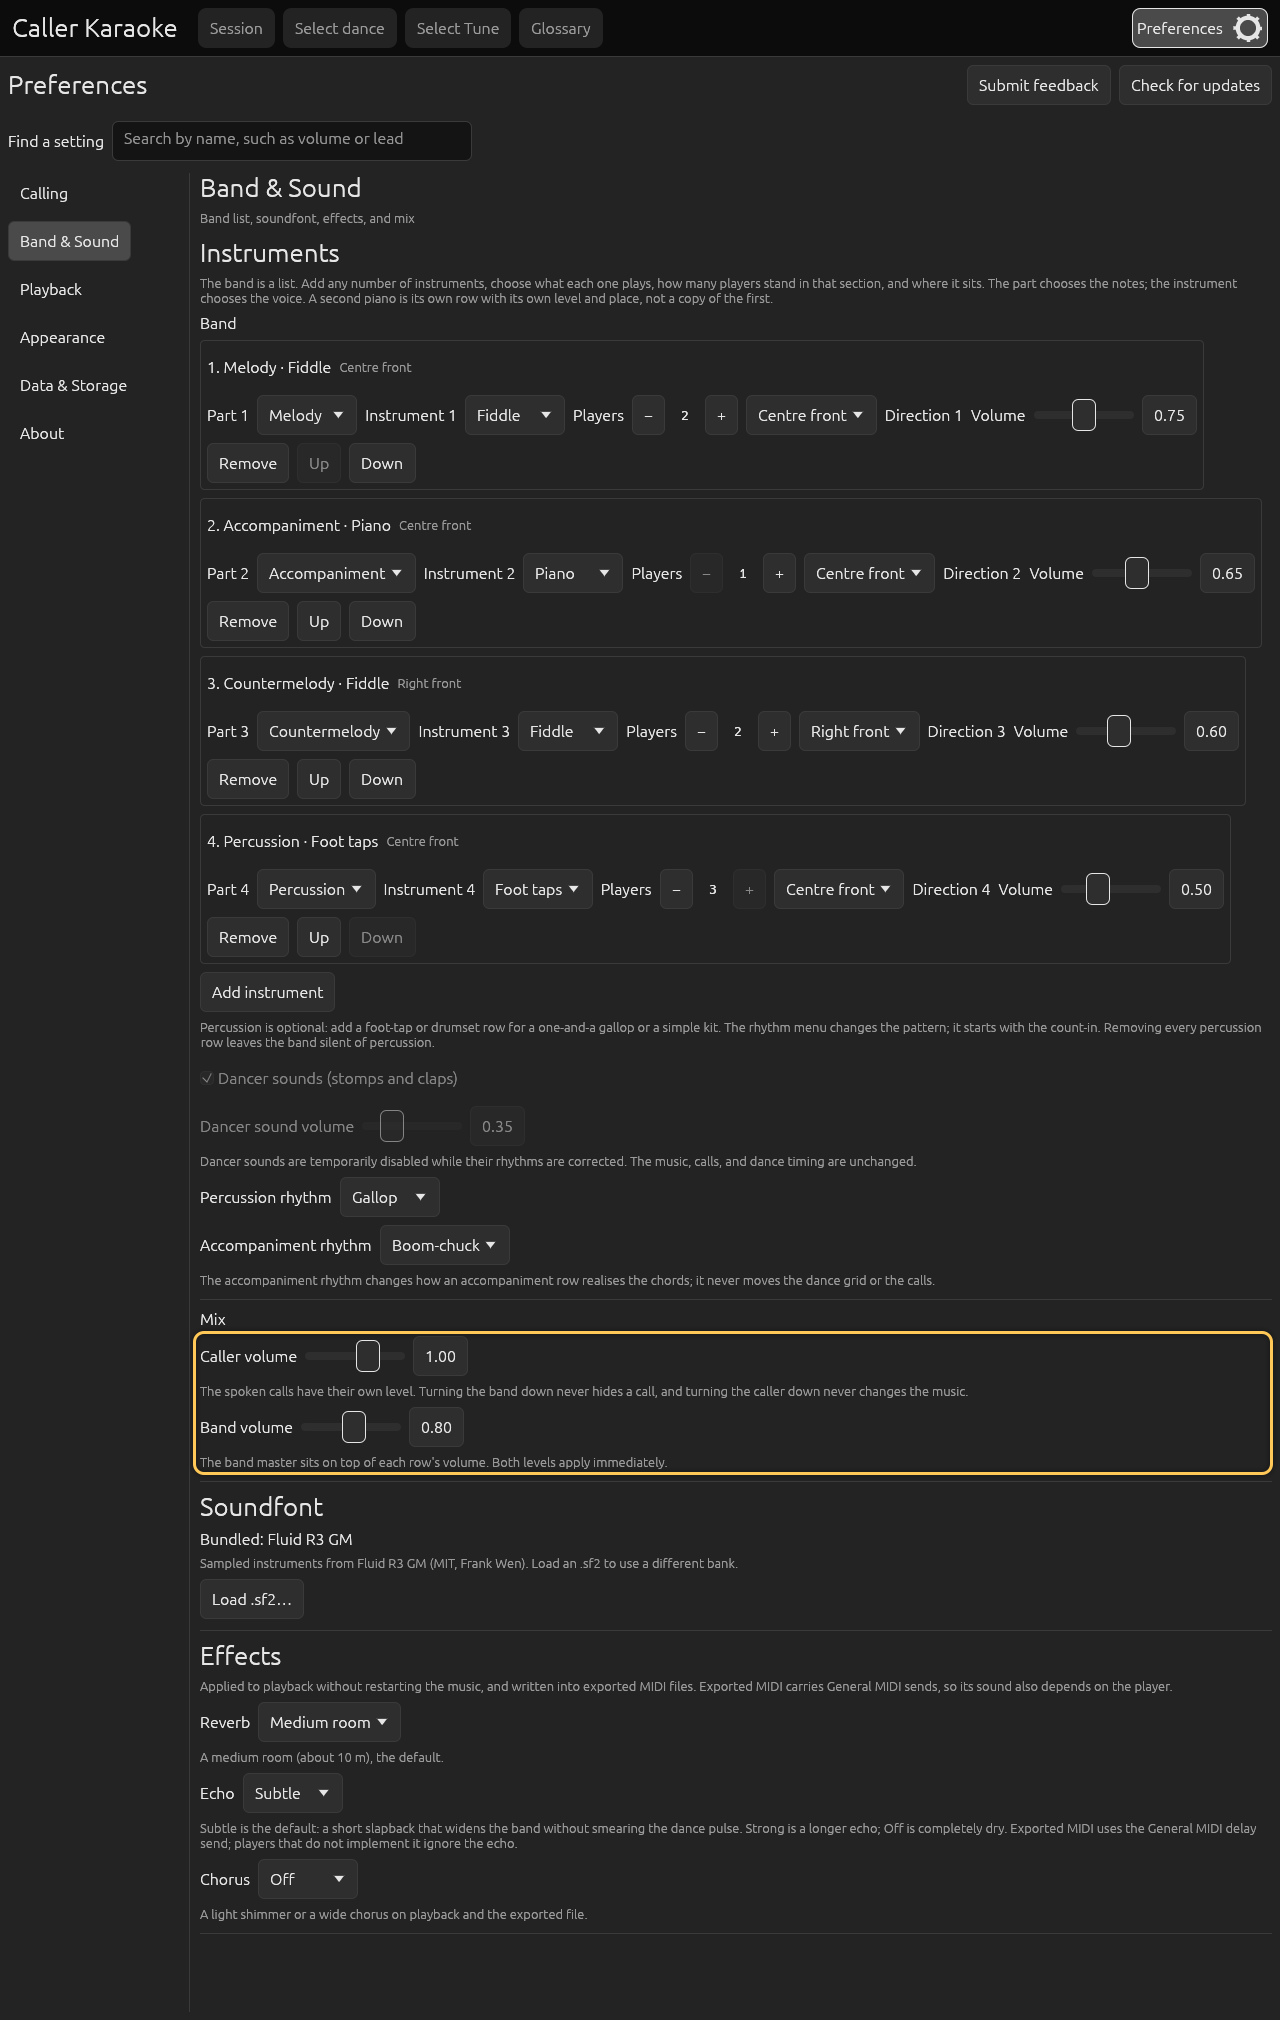 Caller Karaoke Session Select dance Select Tune Glossary Preferences
Preferences Submit feedback Check for updates
Find a setting Search by name, such as volume or lead
Calling
Band & Sound
Playback
Appearance
Data & Storage
About
Band & Sound
Band list, soundfont, effects, and mix
Instruments
The band is a list. Add any number of instruments, choose what each one plays, how many players stand in that section, and where it sits. The part chooses the notes; the instrument
chooses the voice. A second piano is its own row with its own level and place, not a copy of the first.
Band
1. Melody · Fiddle Centre front
Part 1 Melody Instrument 1 Fiddle Players − 2 + Centre front Direction 1 Volume 0.75
Remove Up Down
2. Accompaniment · Piano Centre front
Part 2 Accompaniment Instrument 2 Piano Players − 1 + Centre front Direction 2 Volume 0.65
Remove Up Down
3. Countermelody · Fiddle Right front
Part 3 Countermelody Instrument 3 Fiddle Players − 2 + Right front Direction 3 Volume 0.60
Remove Up Down
4. Percussion · Foot taps Centre front
Part 4 Percussion Instrument 4 Foot taps Players − 3 + Centre front Direction 4 Volume 0.50
Remove Up Down
Add instrument
Percussion is optional: add a foot-tap or drumset row for a one-and-a gallop or a simple kit. The rhythm menu changes the pattern; it starts with the count-in. Removing every percussion
row leaves the band silent of percussion.
Dancer sounds (stomps and claps)
Dancer sound volume 0.35
Dancer sounds are temporarily disabled while their rhythms are corrected. The music, calls, and dance timing are unchanged.
Percussion rhythm Gallop
Accompaniment rhythm Boom-chuck
The accompaniment rhythm changes how an accompaniment row realises the chords; it never moves the dance grid or the calls.
Mix
Caller volume 1.00
The spoken calls have their own level. Turning the band down never hides a call, and turning the caller down never changes the music.
Band volume 0.80
The band master sits on top of each row's volume. Both levels apply immediately.
Soundfont
Bundled: Fluid R3 GM
Sampled instruments from Fluid R3 GM (MIT, Frank Wen). Load an .sf2 to use a different bank.
Load .sf2…
Effects
Applied to playback without restarting the music, and written into exported MIDI files. Exported MIDI carries General MIDI sends, so its sound also depends on the player.
Reverb Medium room
A medium room (about 10 m), the default.
Echo Subtle
Subtle is the default: a short slapback that widens the band without smearing the dance pulse. Strong is a longer echo; Off is completely dry. Exported MIDI uses the General MIDI delay
send; players that do not implement it ignore the echo.
Chorus Off
A light shimmer or a wide chorus on playback and the exported file.